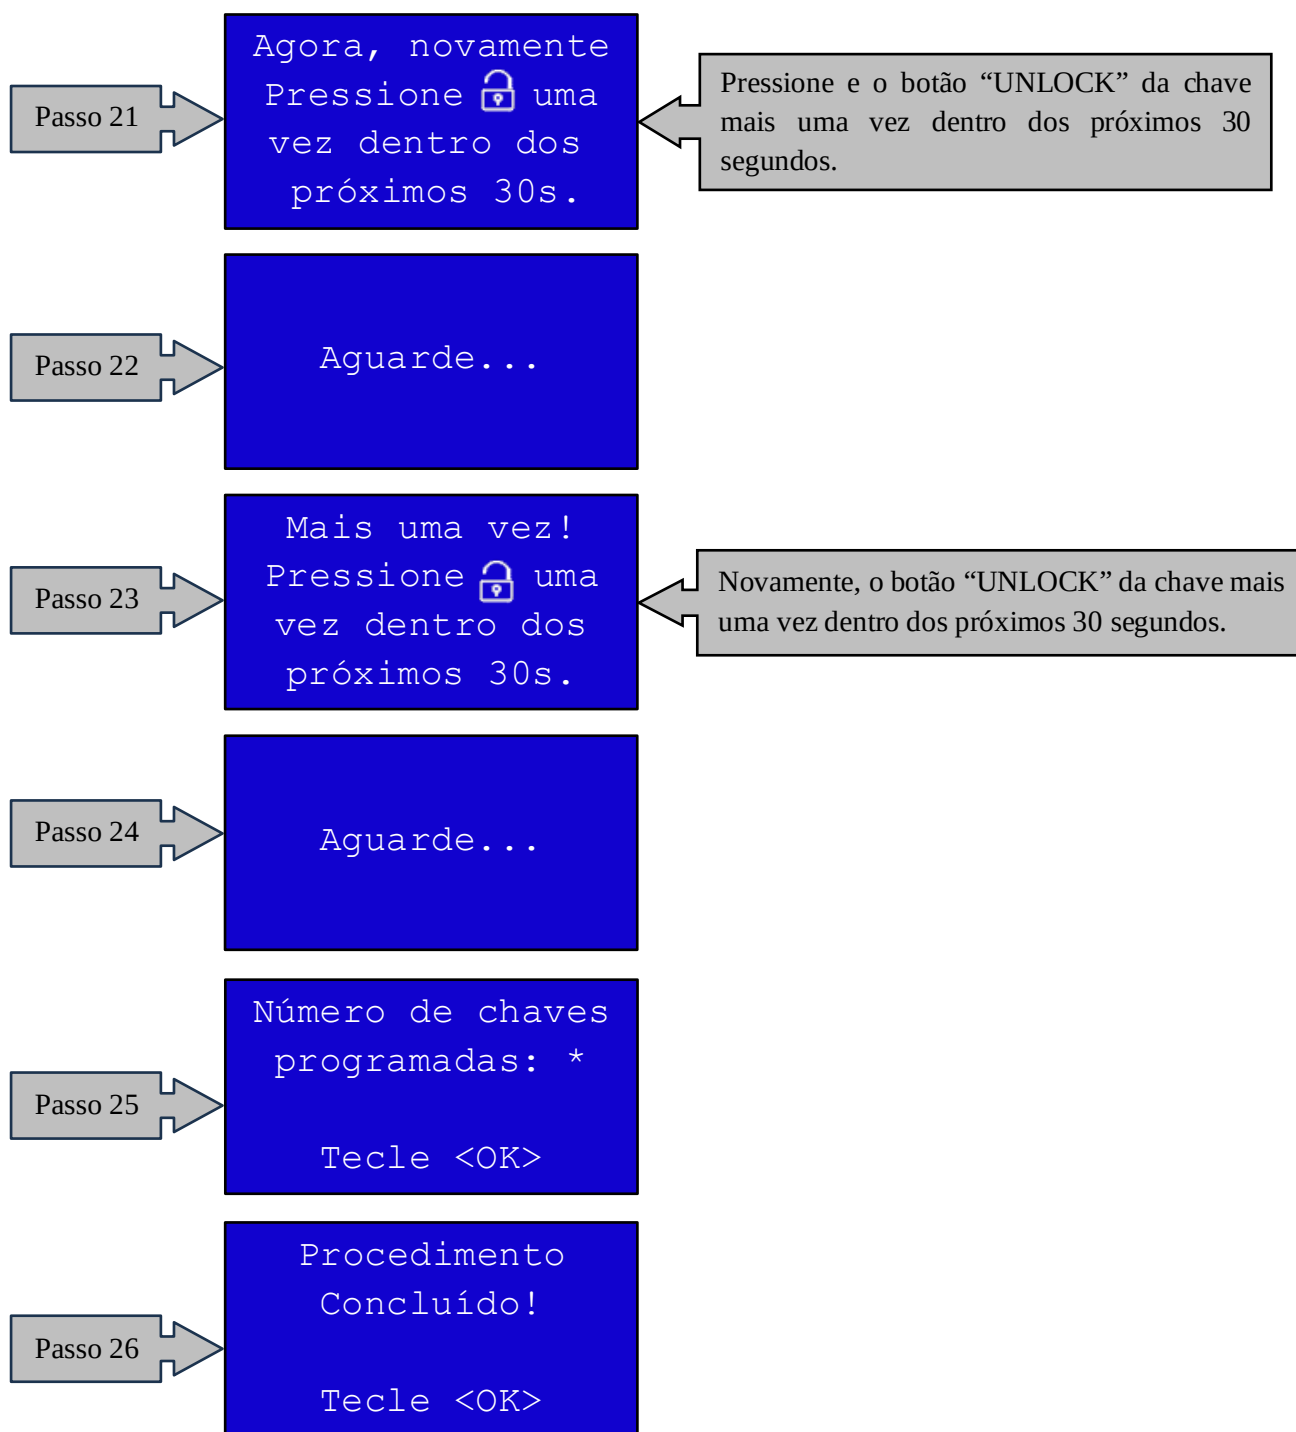 Passo 21
Agora, novamente
Pressione uma
vez dentro dos
próximos 30s.
Pressione e o botão “UNLOCK” da chave
mais uma vez dentro dos próximos 30
segundos.
Passo 22
Aguarde...
Passo 23
Mais uma vez!
Pressione uma
vez dentro dos
próximos 30s.
Novamente, o botão “UNLOCK” da chave mais
uma vez dentro dos próximos 30 segundos.
Passo 24
Aguarde...
Passo 25
Número de chaves
programadas: *
Tecle <OK>
Passo 26
Procedimento
Concluído!
Tecle <OK>